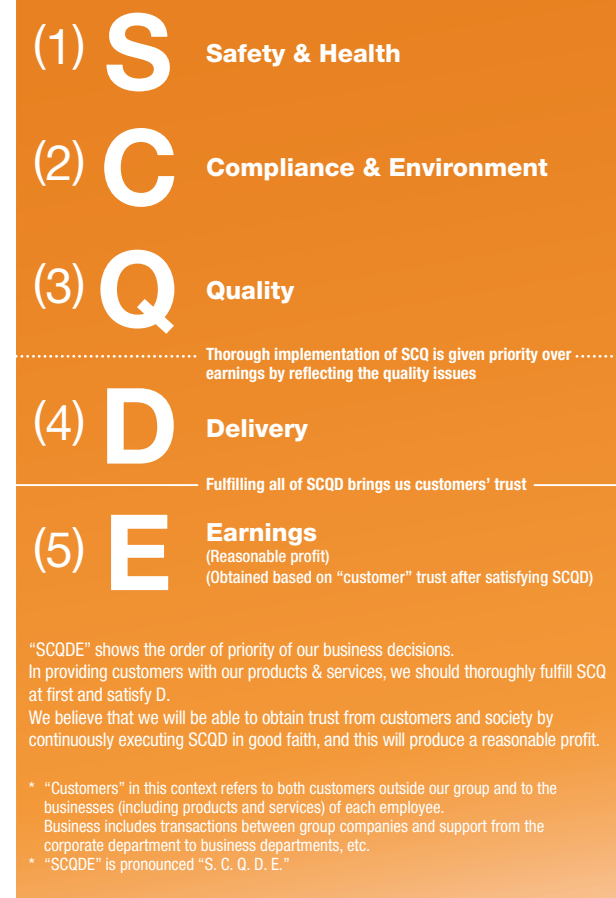 (1) S Safety & Health
(2) C Compliance & Environment
(3) Q Quality
Thorough implementation of SCQ is given priority over
earnings by reflecting the quality issues
(4) D Delivery
Fulfilling all of SCQD brings us customers’ trust
(5) E Earnings
(Reasonable profit)
(Obtained based on “customer” trust after satisfying SCQD)
“SCQDE” shows the order of priority of our business decisions.
In providing customers with our products & services, we should thoroughly fulfill SCQ
at first and satisfy D.
We believe that we will be able to obtain trust from customers and society by
continuously executing SCQD in good faith, and this will produce a reasonable profit.
* “Customers” in this context refers to both customers outside our group and to the
businesses (including products and services) of each employee.
Business includes transactions between group companies and support from the
corporate department to business departments, etc.
* “SCQDE” is pronounced “S. C. Q. D. E.”